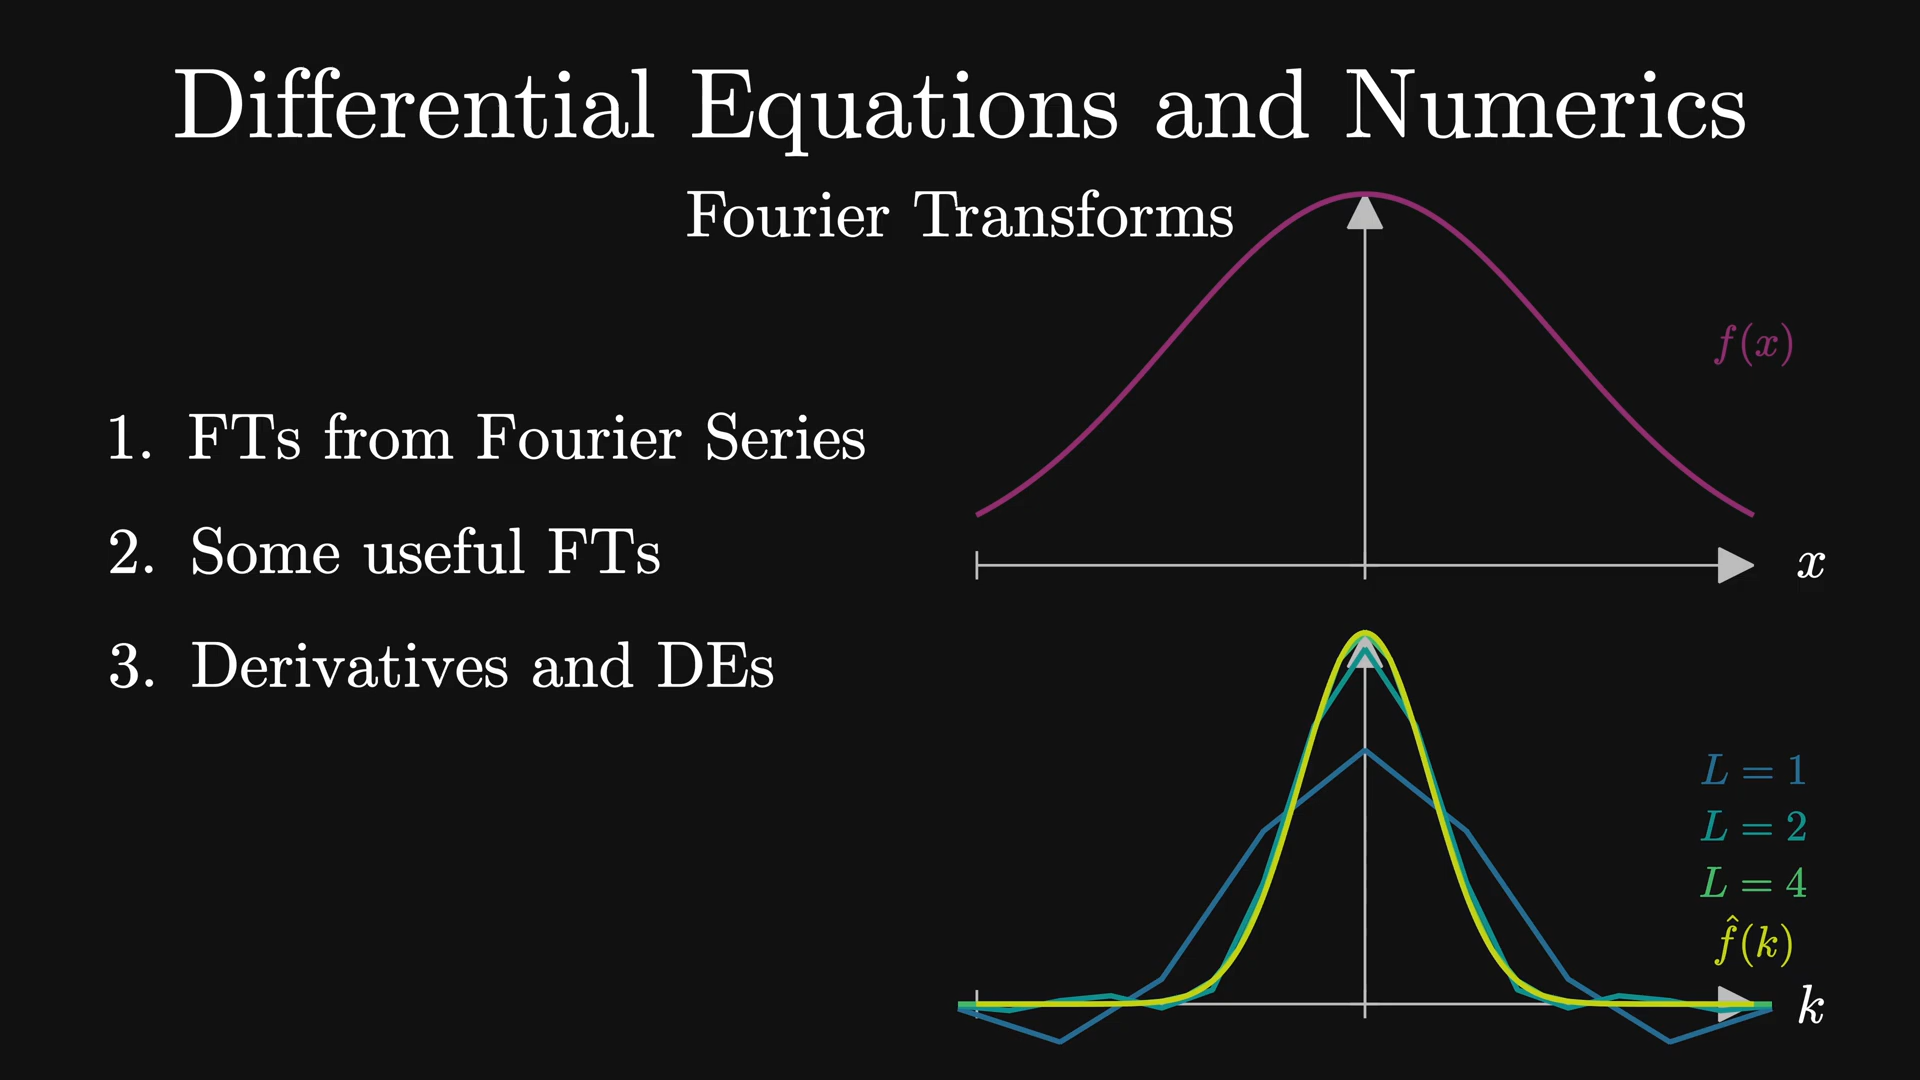 Differential Equations and Numerics
Fourier Transforms
1. FTs from Fourier Series
2. Some useful FTs
3. Derivatives and DEs
f(x)
x
L = 1
L = 2
L = 4
f̂(k)
k